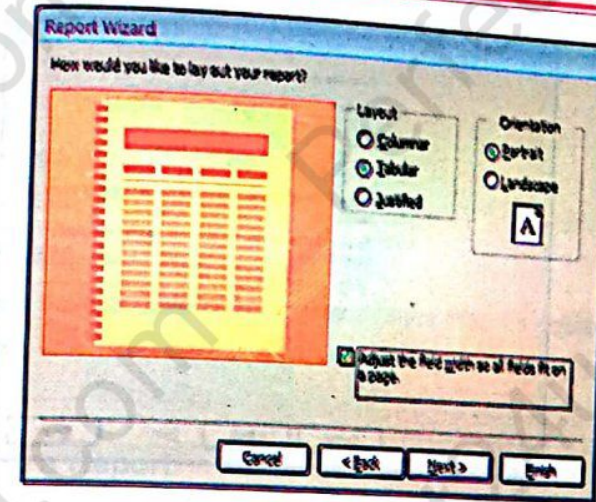 Report Wizard
How would you like to lay out your report?
Layout
Columnar
Tabular
Justified
Orientation
Portrait
Landscape
A
Adjust the field width so all fields fit on
a page.
Cancel
< Back
Next >
Finish